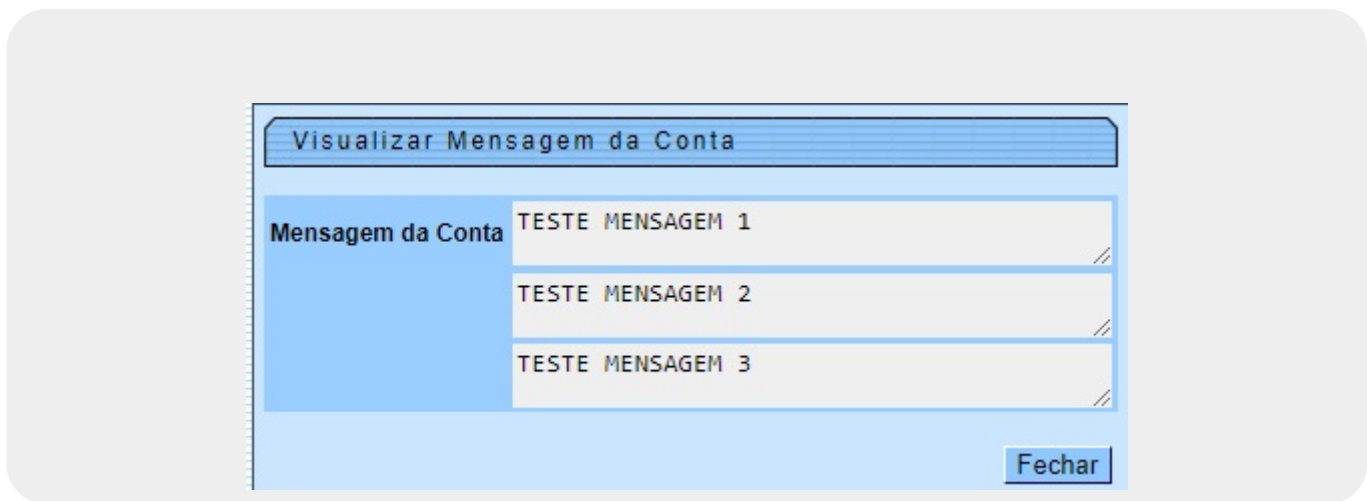 Visualizar Mensagem da Conta
Mensagem da Conta TESTE MENSAGEM 1
TESTE MENSAGEM 2
TESTE MENSAGEM 3
Fechar